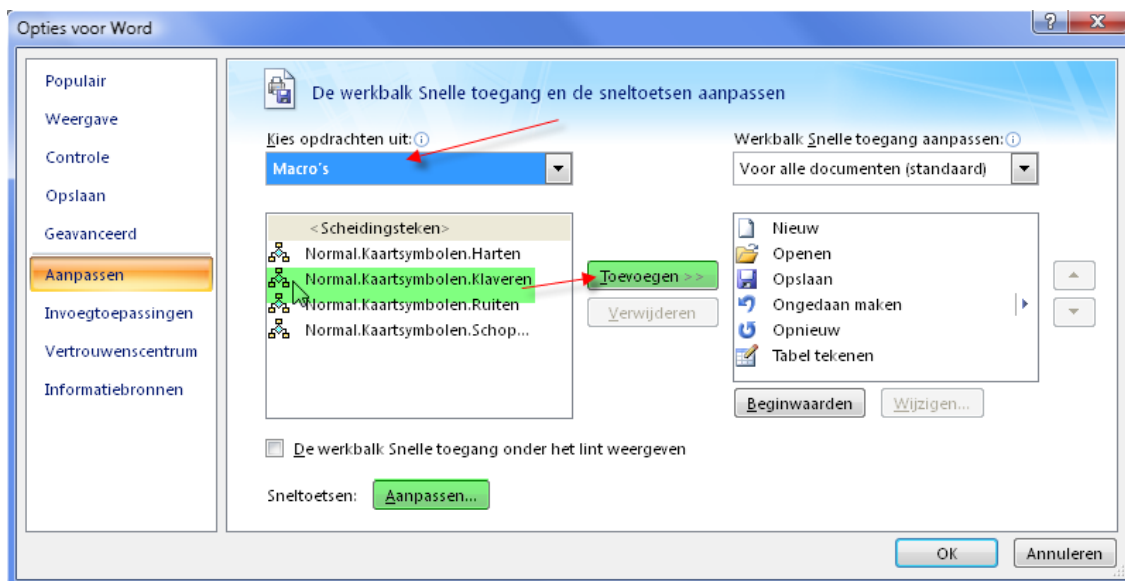 Opties voor Word
Populair
Weergave
Controle
Opslaan
Geavanceerd
Aanpassen
Invoegtoepassingen
Vertrouwenscentrum
Informatiebronnen
De werkbalk Snelle toegang en de sneltoetsen aanpassen
Kies opdrachten uit:
Macro's
<Scheidingsteken>
Normal.Kaartsymbolen.Harten
Normal.Kaartsymbolen.Klaveren
Normal.Kaartsymbolen.Ruiten
Normal.Kaartsymbolen.Schop...
Toevoegen >>
Verwijderen
Werkbalk Snelle toegang aanpassen:
Voor alle documenten (standaard)
Nieuw
Openen
Opslaan
Ongedaan maken
Opnieuw
Tabel tekenen
Beginwaarden
Wijzigen...
De werkbalk Snelle toegang onder het lint weergeven
Sneltoetsen: Aanpassen...
OK
Annuleren